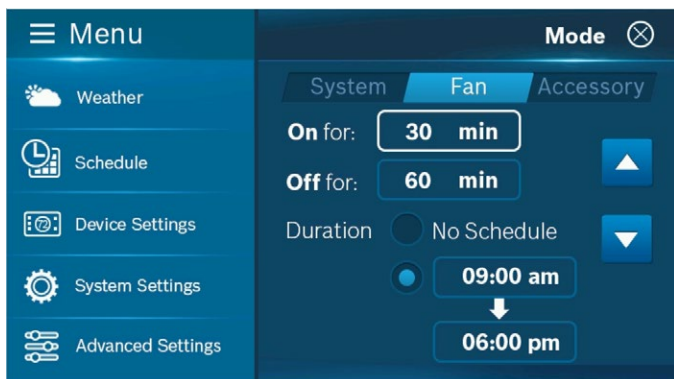 Menu
Weather
Schedule
72
Device Settings
System Settings
Advanced Settings
Mode
System Fan Accessory
On for: 30 min
Off for: 60 min
Duration No Schedule
09:00 am
06:00 pm